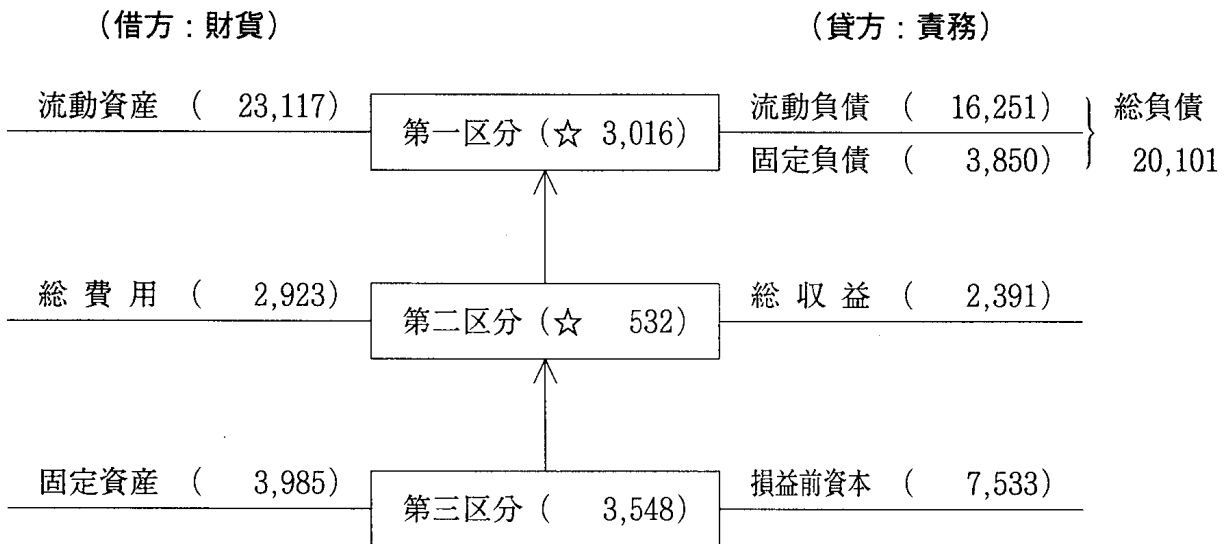 （借方：財貨）
（貸方：責務）
流動資産 （ 23,117）
第一区分（☆ 3,016）
流動負債 （ 16,251）
固定負債 （ 3,850）
総負債
20,101
総費用 （ 2,923）
第二区分（☆ 532）
総収益 （ 2,391）
固定資産 （ 3,985）
第三区分（ 3,548）
損益前資本 （ 7,533）